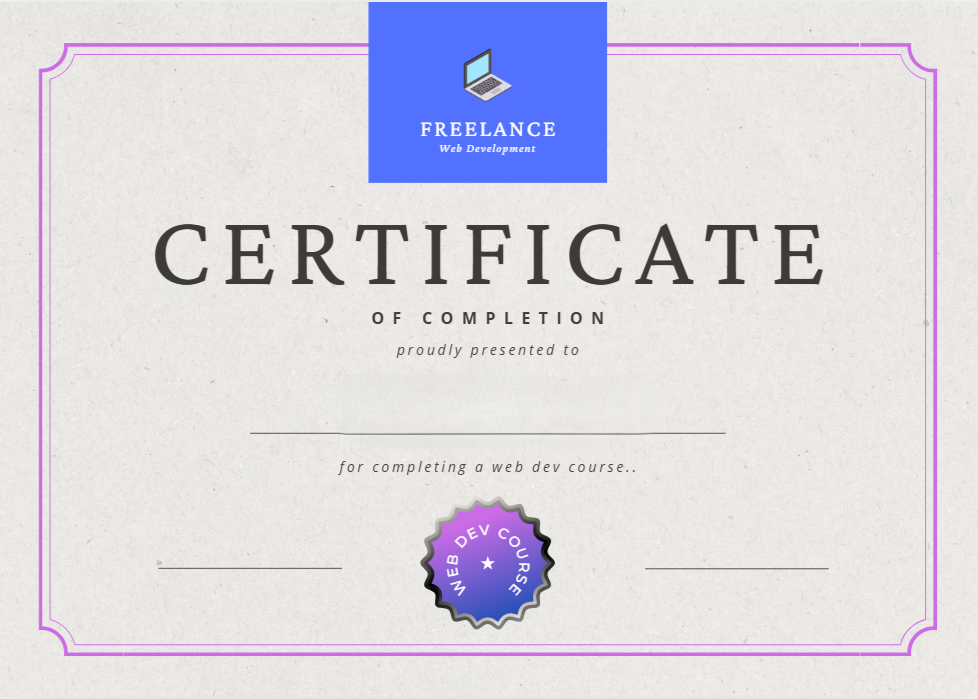 FREELANCE
Web Development
CERTIFICATE
OF COMPLETION
proudly presented to
for completing a web dev course..
WEB DEV COURSE